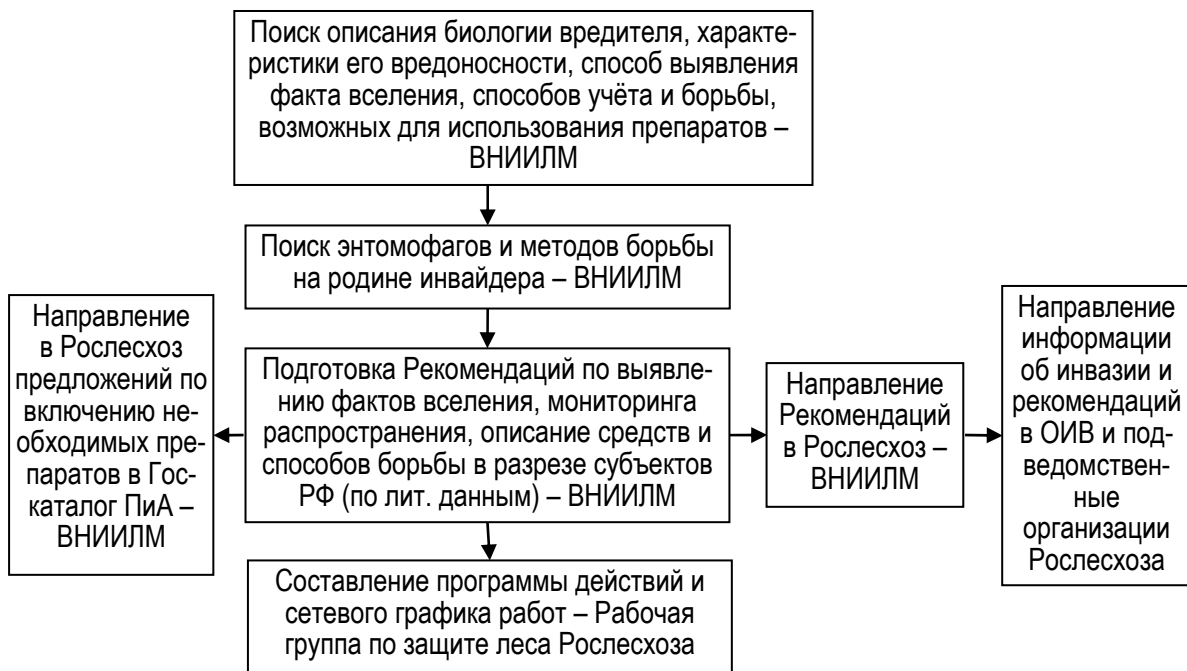 Поиск описания биологии вредителя, характе-
ристики его вредоносности, способ выявления
факта вселения, способов учёта и борьбы,
возможных для использования препаратов –
ВНИИЛМ
Поиск энтомофагов и методов борьбы
на родине инвайдера – ВНИИЛМ
Направление
в Рослесхоз
предложений по
включению не-
обходимых пре-
паратов в Гос-
каталог ПиА –
ВНИИЛМ
Подготовка Рекомендаций по выявле-
нию фактов вселения, мониторинга
распространения, описание средств и
способов борьбы в разрезе субъектов
РФ (по лит. данным) – ВНИИЛМ
Направление
Рекомендаций
в Рослесхоз –
ВНИИЛМ
Направление
информации
об инвазии и
рекомендаций
в ОИВ и под-
ведомствен-
ные
организации
Рослесхоза
Составление программы действий и
сетевого графика работ – Рабочая
группа по защите леса Рослесхоза